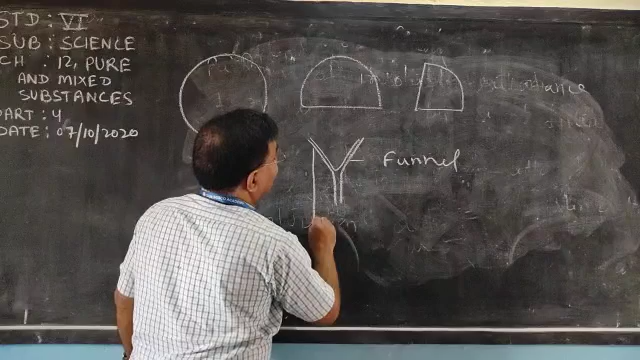 STD : VI
SUB : SCIENCE
CH : 12, PURE
AND MIXED
SUBSTANCES
PART : 4
DATE : 07/10/2020
Funnel